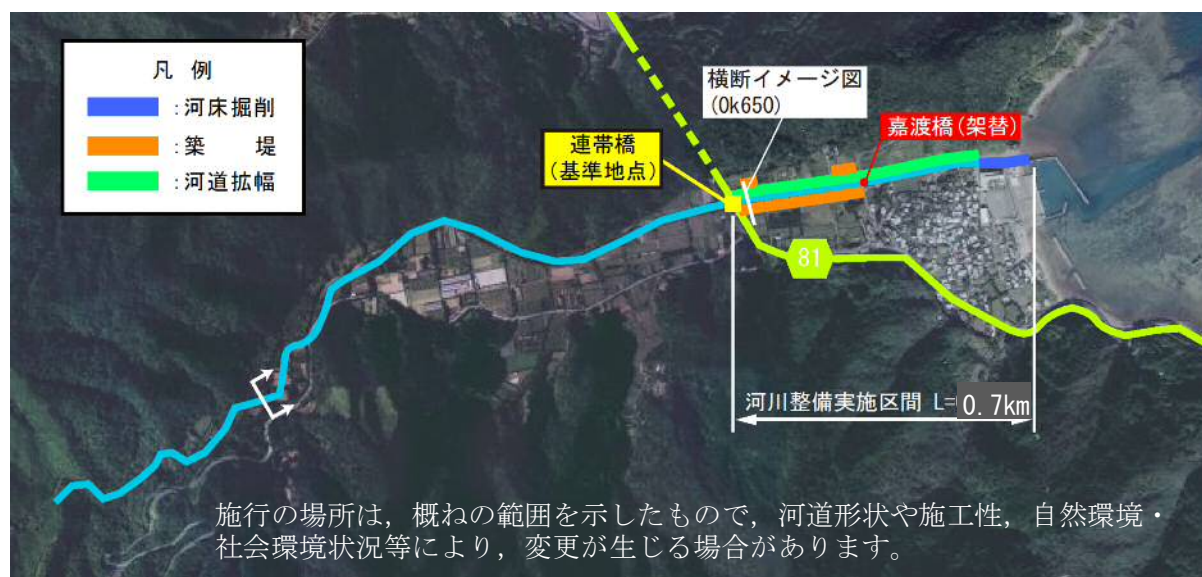 凡 例
:河床掘削
:築 堤
:河道拡幅
横断イメージ図
(0k650)
嘉渡橋(架替)
連帯橋
(基準地点)
81
河川整備実施区間 L=0.7km
施行の場所は，概ねの範囲を示したもので，河道形状や施工性，自然環境・
社会環境状況等により，変更が生じる場合があります。